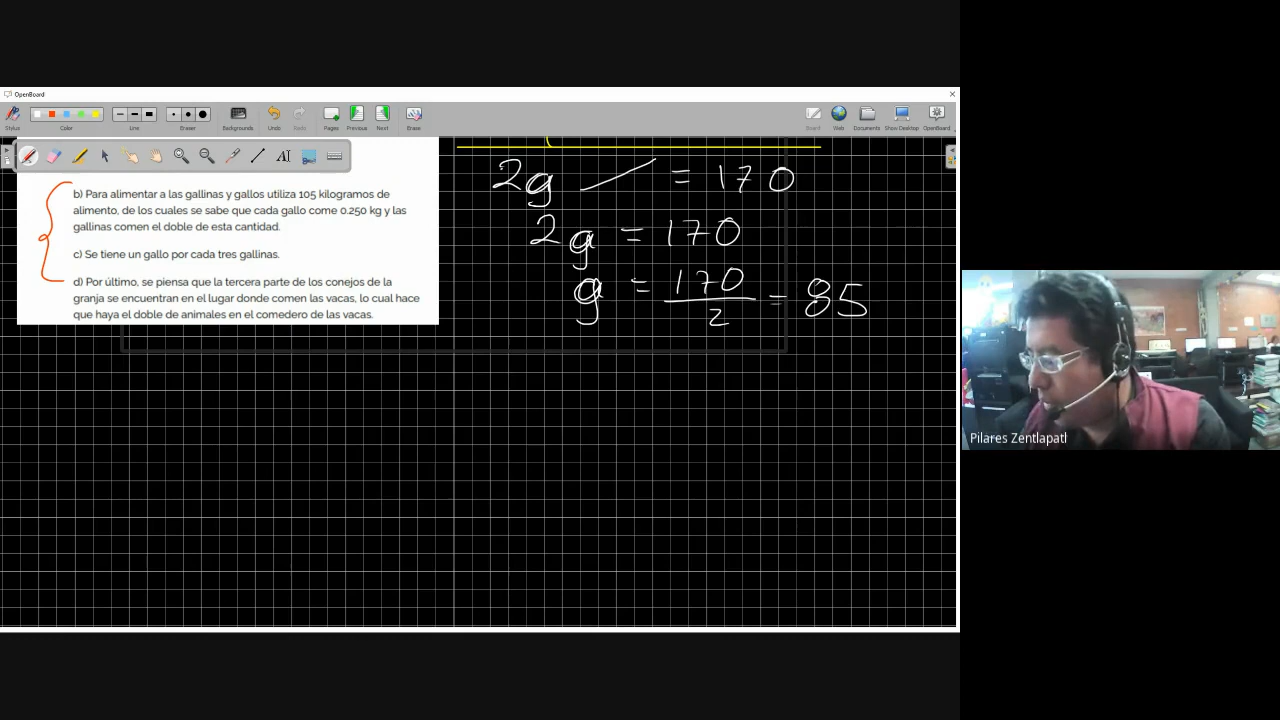 OpenBoard
Stylus
Color
Line
Eraser
Backgrounds
Undo
Redo
Pages
Previous
Next
Erase
Board
Web
Documents
Show Desktop
OpenBoard
b) Para alimentar a las gallinas y gallos utiliza 105 kilogramos de
alimento, de los cuales se sabe que cada gallo come 0.250 kg y las
gallinas comen el doble de esta cantidad.
c) Se tiene un gallo por cada tres gallinas.
d) Por último, se piensa que la tercera parte de los conejos de la
granja se encuentran en el lugar donde comen las vacas, lo cual hace
que haya el doble de animales en el comedero de las vacas.
2g = 170
2g = 170
g = 170/2 = 85
Pilares Zentlapatl